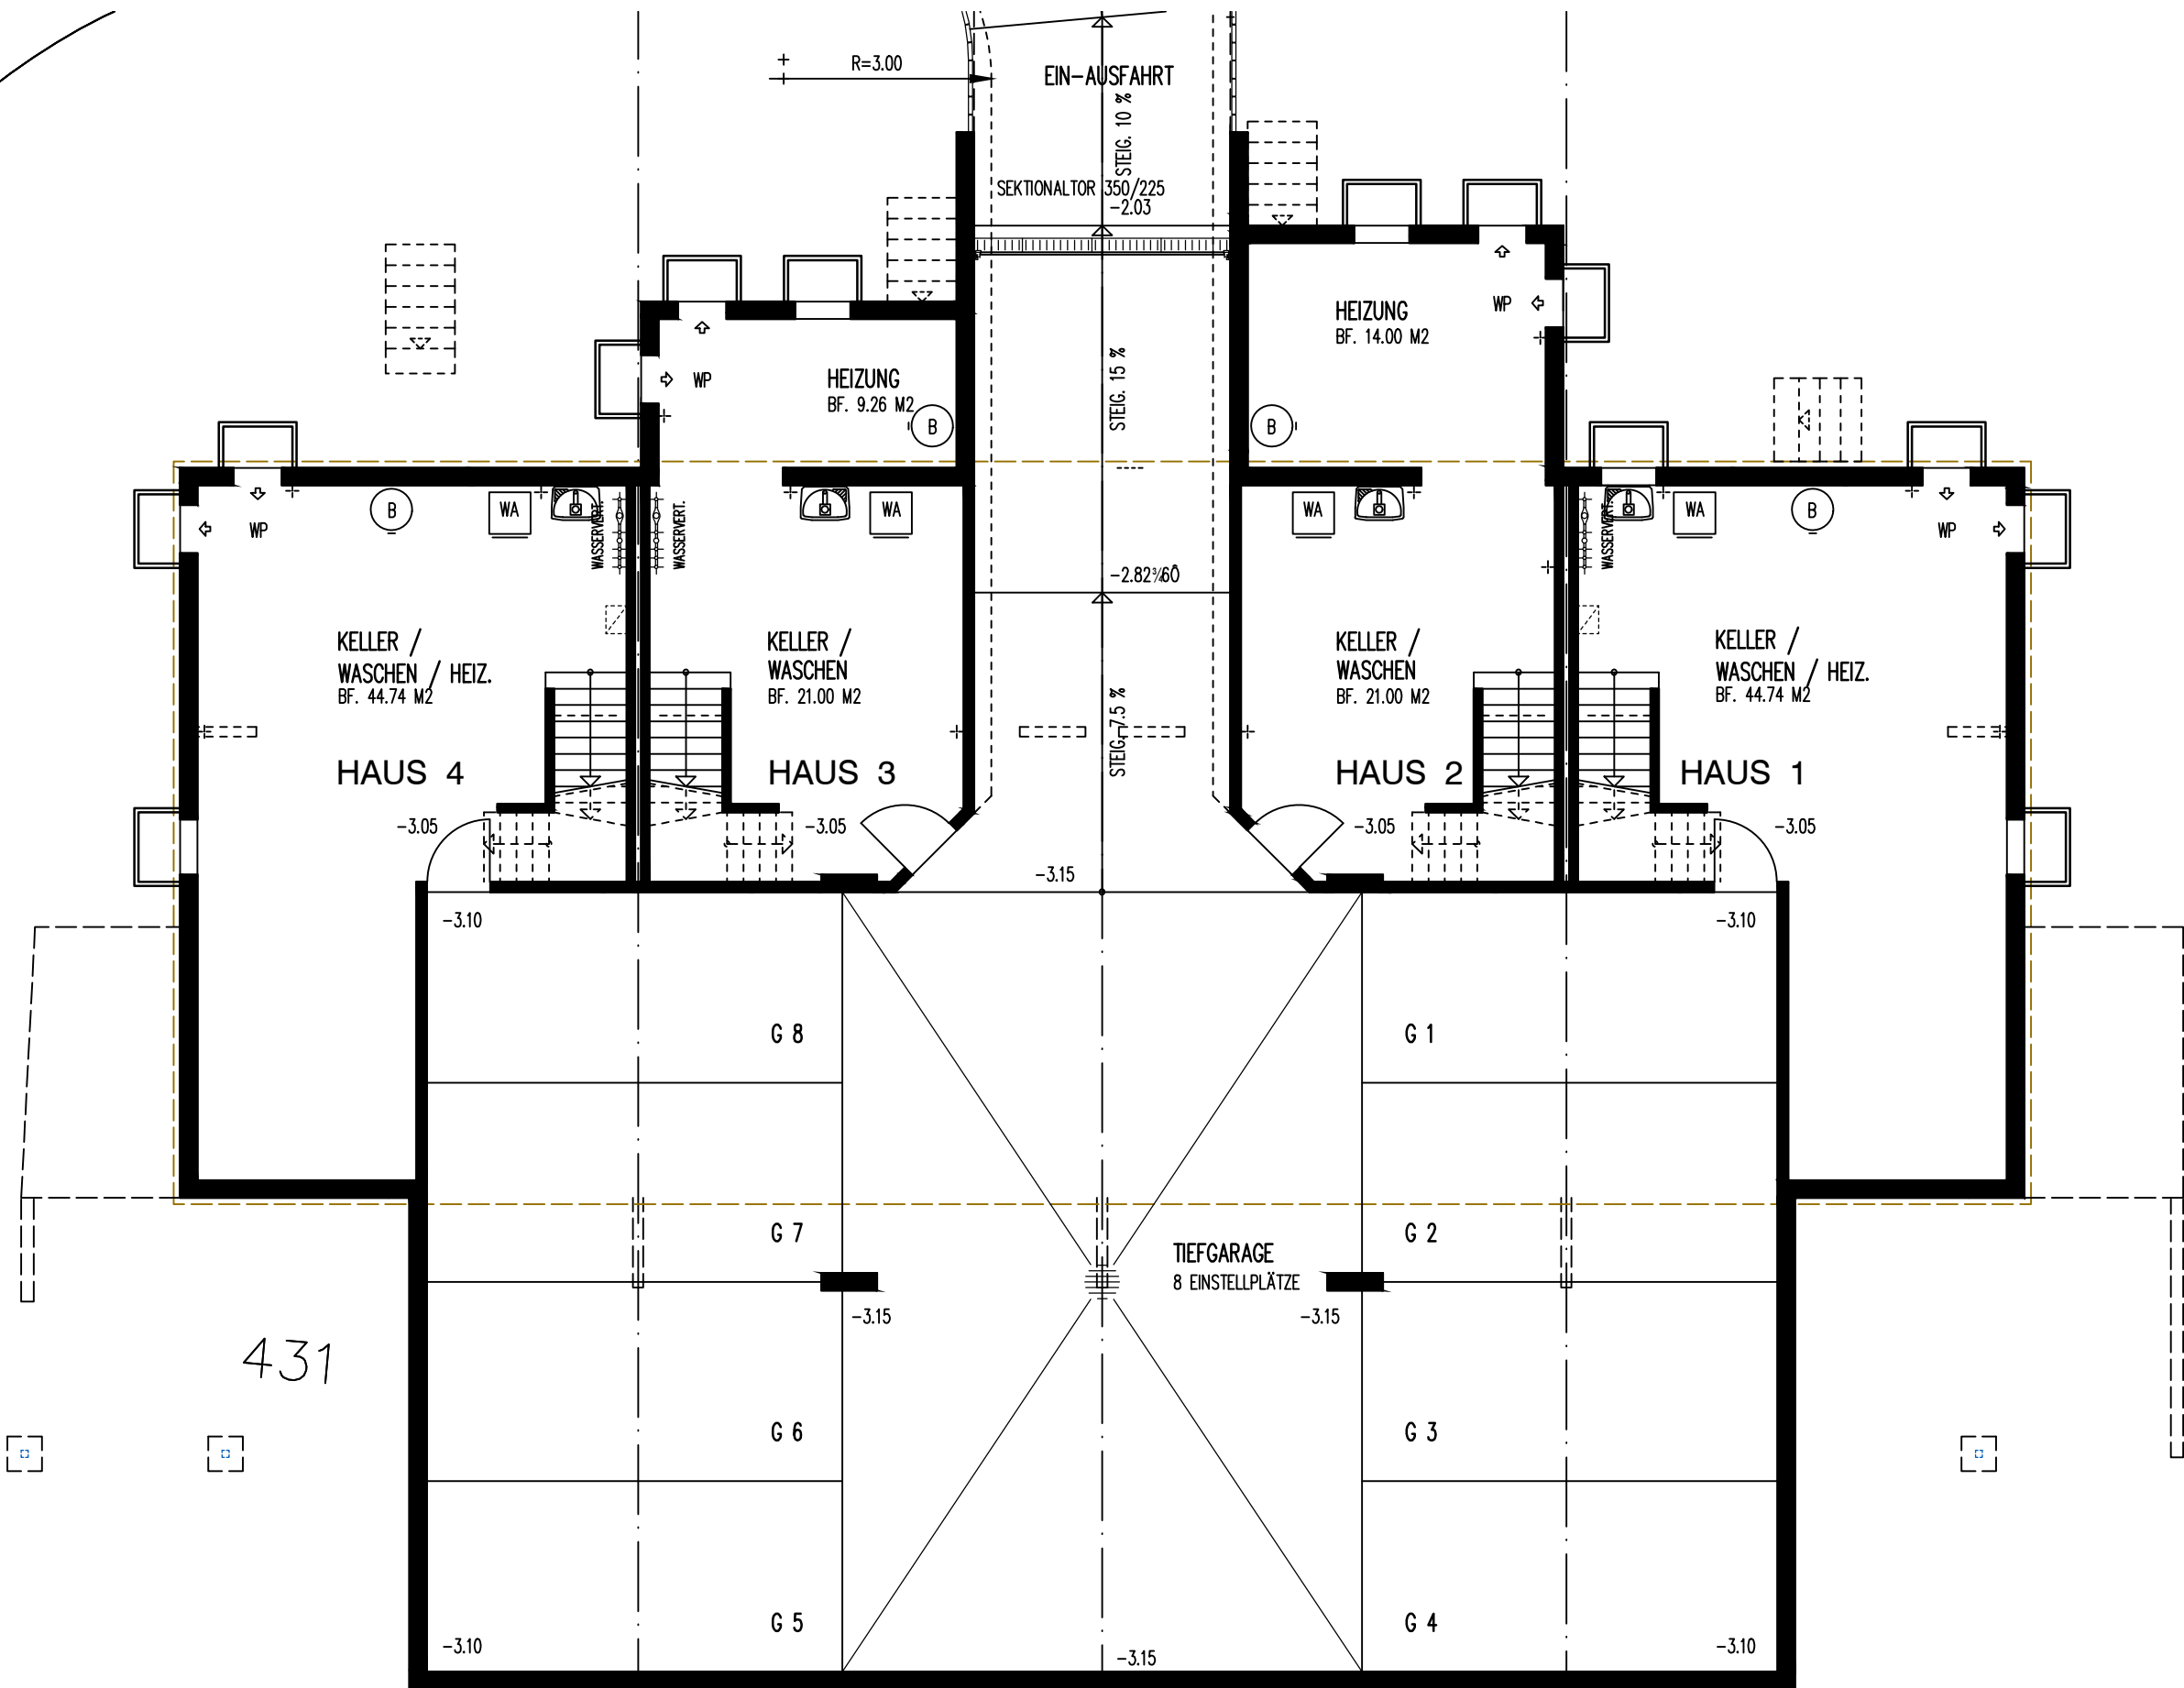 R=3.00
EIN-AUSFAHRT
STEIG. 10 %
SEKTIONALTOR 350/225
-2.03
HEIZUNG
BF. 14.00 M2
WP
STEIG. 15 %
WP
HEIZUNG
BF. 9.26 M2
B
B
WP
B
WA
WASSERVERT.
WASSERVERT.
WA
WA
WASSERVERT.
WA
B
WP
KELLER /
WASCHEN / HEIZ.
BF. 44.74 M2
HAUS 4
-3.05
KELLER /
WASCHEN
BF. 21.00 M2
HAUS 3
-3.05
STEIG. 7.5 %
KELLER /
WASCHEN
BF. 21.00 M2
HAUS 2
-3.05
KELLER /
WASCHEN / HEIZ.
BF. 44.74 M2
HAUS 1
-3.05
-3.15
-3.10
-3.10
G 8
G 1
G 7
G 2
TIEFGARAGE
8 EINSTELLPLÄTZE
-3.15
-3.15
431
G 6
G 3
G 5
G 4
-3.10
-3.15
-3.10